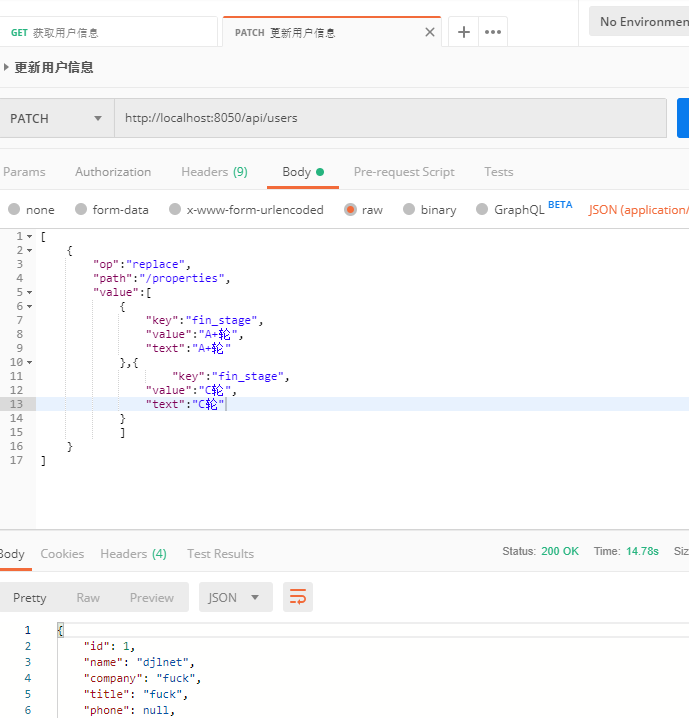 GET 获取用户信息 PATCH 更新用户信息 No Environmen
更新用户信息
PATCH http://localhost:8050/api/users
Params Authorization Headers (9) Body Pre-request Script Tests
none form-data x-www-form-urlencoded raw binary GraphQL BETA JSON (application/
1 [
2 {
3 "op":"replace",
4 "path":"/properties",
5 "value":[
6 {
7 "key":"fin_stage",
8 "value":"A+轮",
9 "text":"A+轮"
10 },{
11 "key":"fin_stage",
12 "value":"C轮",
13 "text":"C轮"
14 }
15 ]
16 }
17 ]
Body Cookies Headers (4) Test Results Status: 200 OK Time: 14.78s Siz
Pretty Raw Preview JSON
1 {
2 "id": 1,
3 "name": "djlnet",
4 "company": "fuck",
5 "title": "fuck",
6 "phone": null,